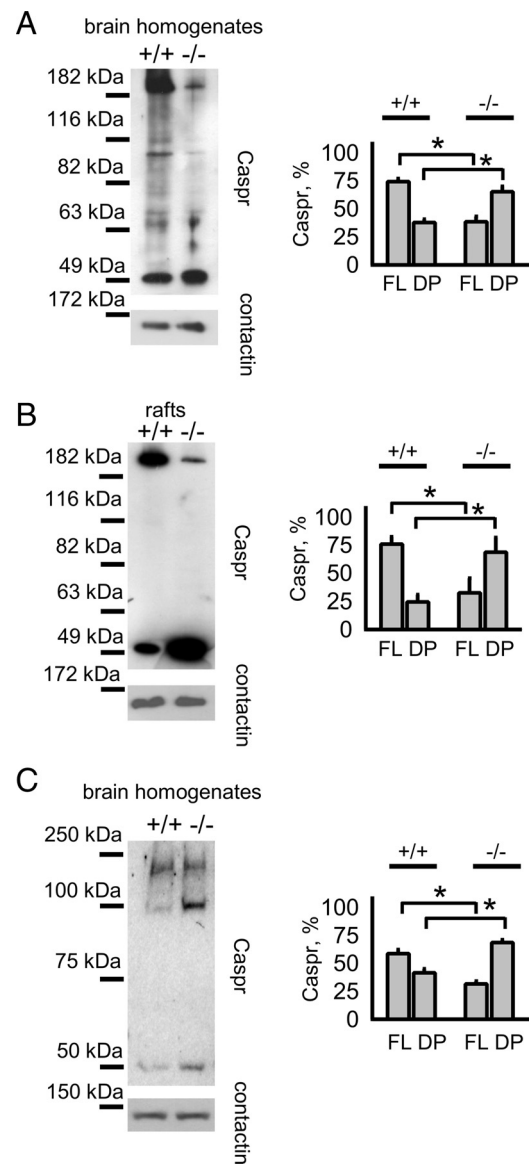 A
brain homogenates
+/+ -/-
182 kDa
116 kDa
82 kDa
63 kDa
49 kDa
172 kDa
Caspr
contactin
+/+ -/-
* *
Caspr, %
100
75
50
25
0
FL DP FL DP
B
rafts
+/+ -/-
182 kDa
116 kDa
82 kDa
63 kDa
49 kDa
172 kDa
Caspr
contactin
+/+ -/-
* *
Caspr, %
100
75
50
25
0
FL DP FL DP
C
brain homogenates
+/+ -/-
250 kDa
100 kDa
75 kDa
50 kDa
150 kDa
Caspr
contactin
+/+ -/-
* *
Caspr, %
100
75
50
25
0
FL DP FL DP